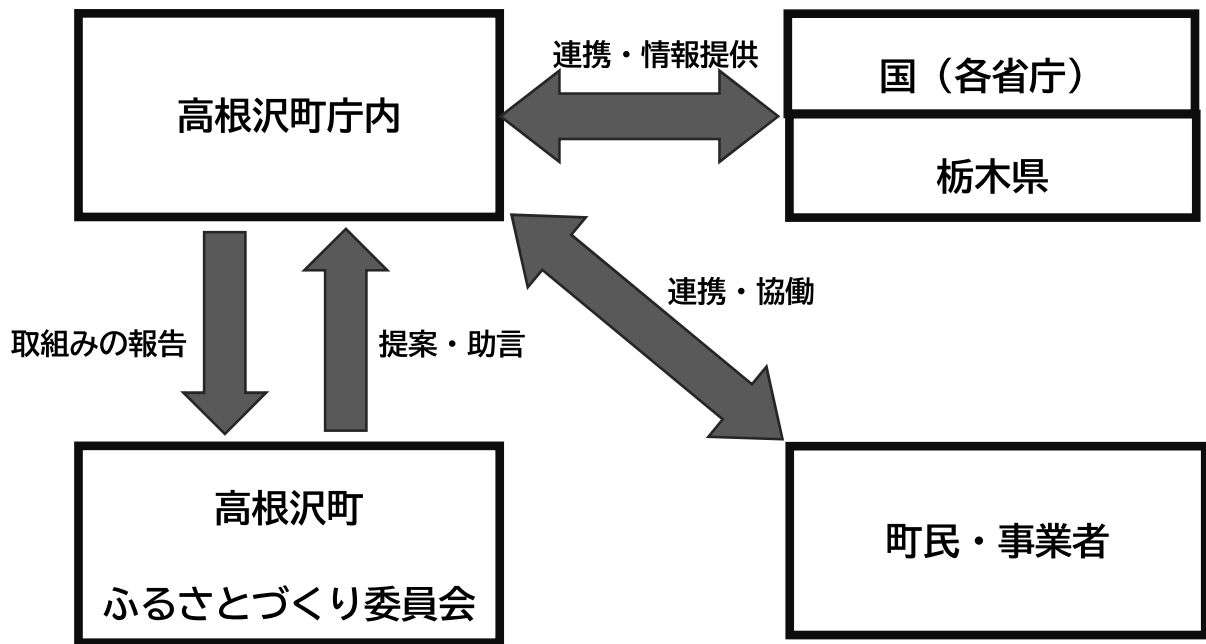 連携・情報提供
高根沢町庁内
国（各省庁）
栃木県
連携・協働
取組みの報告
提案・助言
高根沢町
ふるさとづくり委員会
町民・事業者